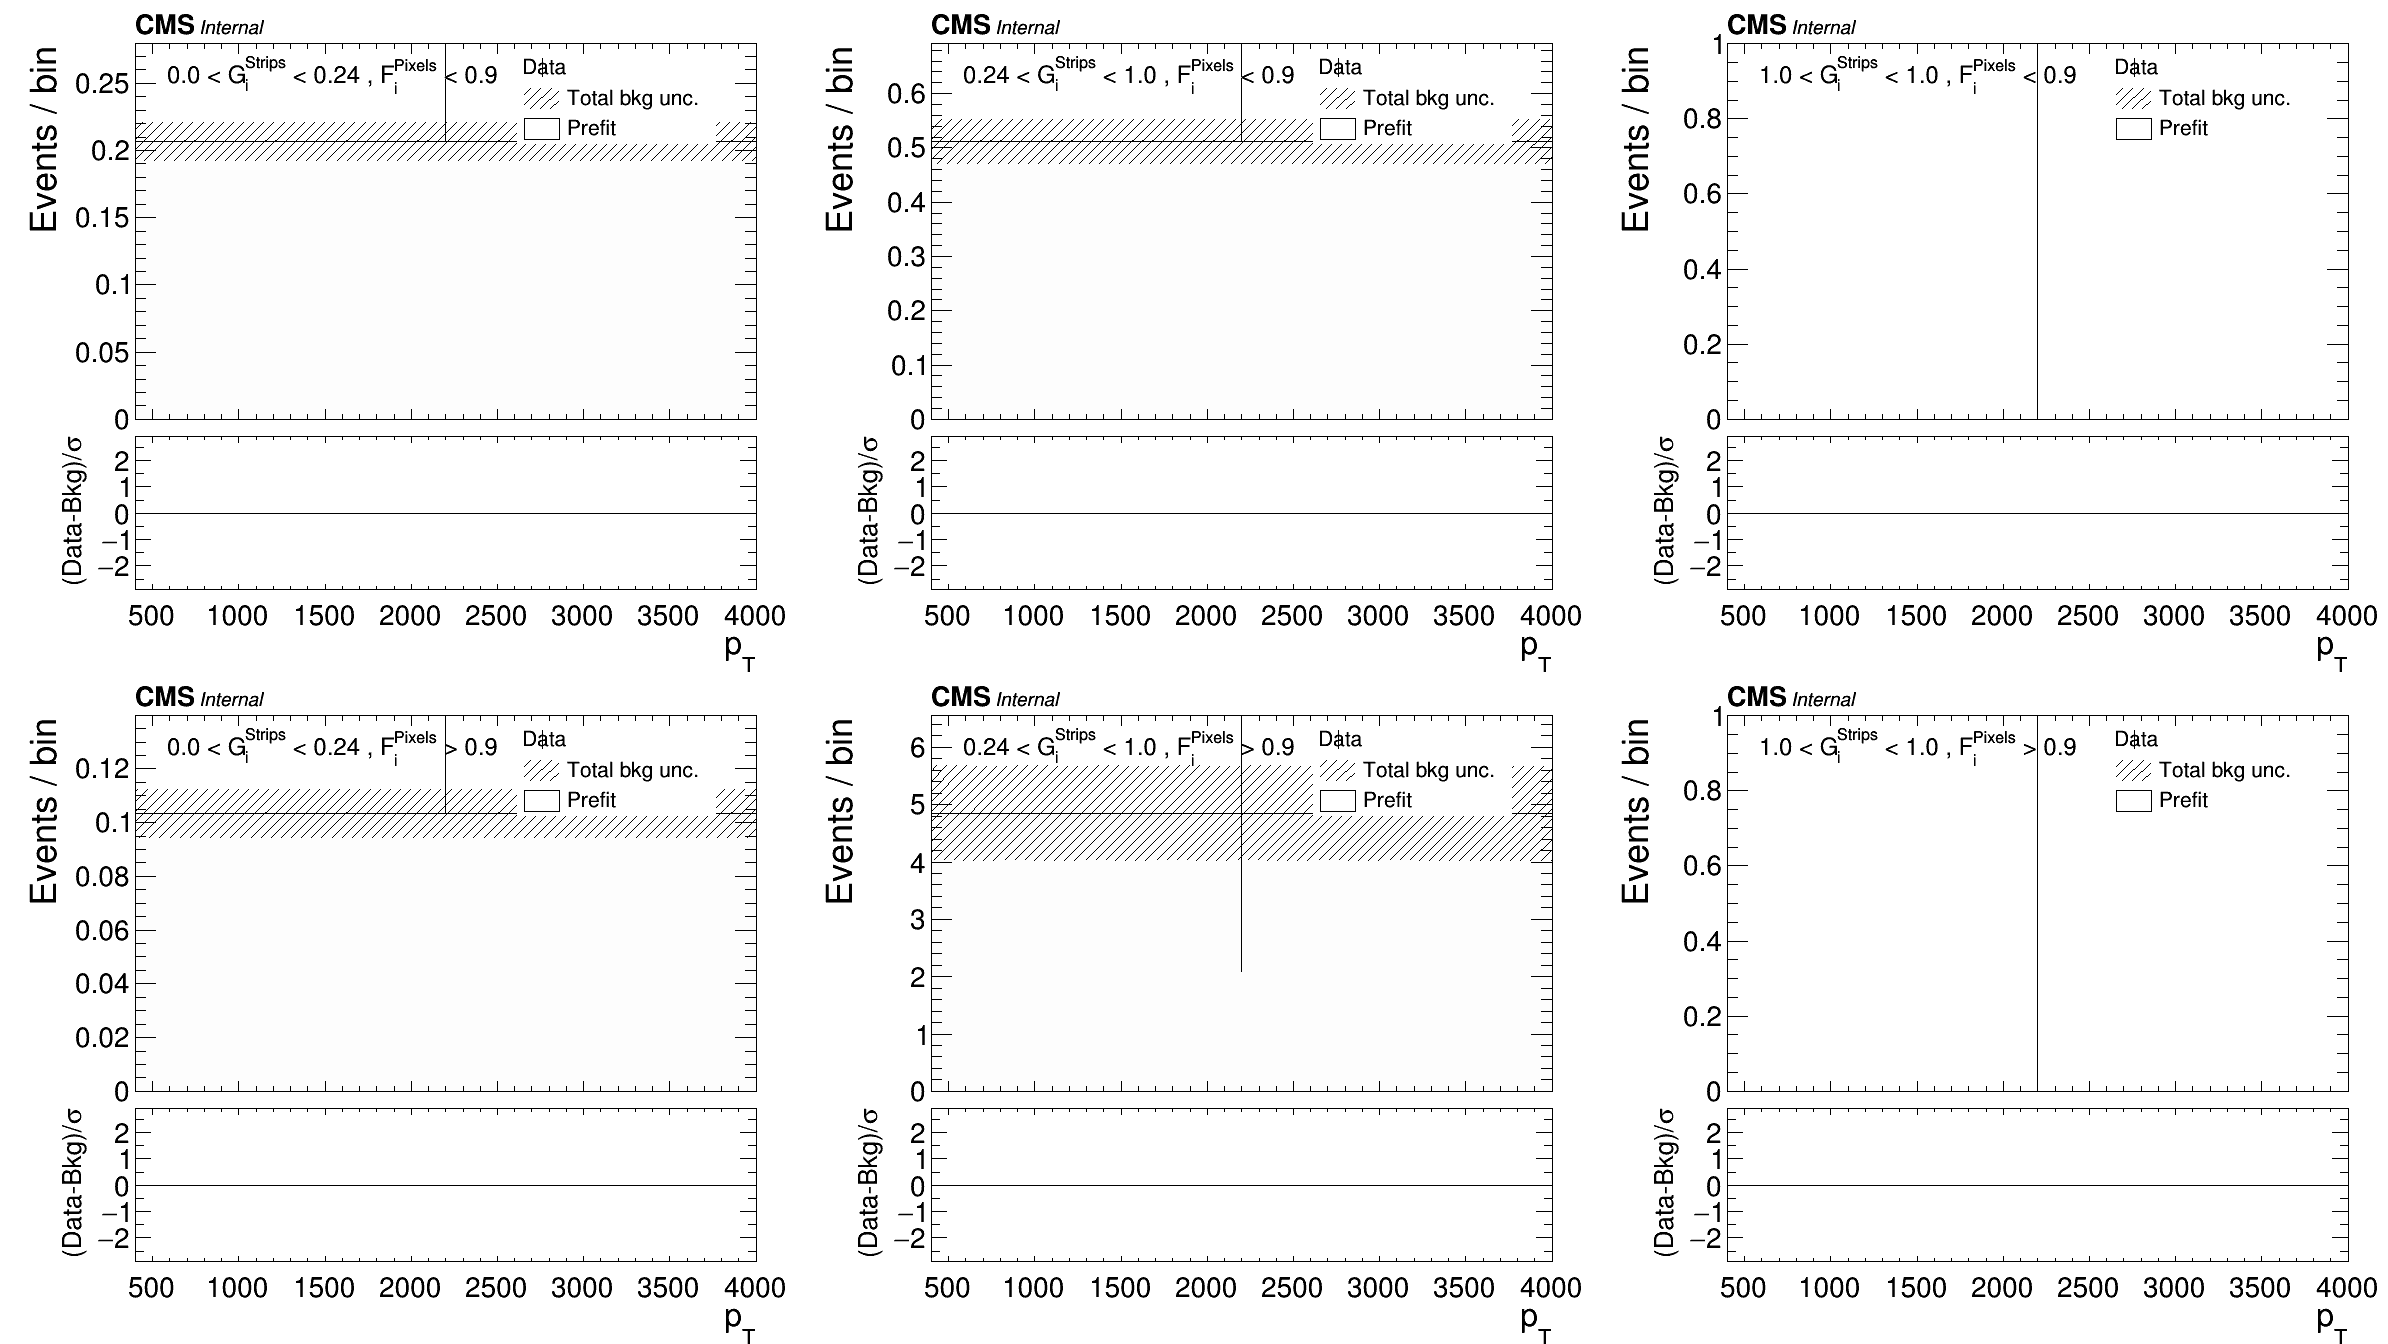 CMS Internal
Events / bin
0.0 < G_i^Strips < 0.24 , F_i^Pixels < 0.9
Data
Total bkg unc.
Prefit
0.25
0.2
0.15
0.1
0.05
0
(Data-Bkg)/σ
2
1
0
−1
−2
500 1000 1500 2000 2500 3000 3500 4000
p_T
CMS Internal
Events / bin
0.24 < G_i^Strips < 1.0 , F_i^Pixels < 0.9
Data
Total bkg unc.
Prefit
0.6
0.5
0.4
0.3
0.2
0.1
0
(Data-Bkg)/σ
2
1
0
−1
−2
500 1000 1500 2000 2500 3000 3500 4000
p_T
CMS Internal
Events / bin
1.0 < G_i^Strips < 1.0 , F_i^Pixels < 0.9
Data
Total bkg unc.
Prefit
1
0.8
0.6
0.4
0.2
0
(Data-Bkg)/σ
2
1
0
−1
−2
500 1000 1500 2000 2500 3000 3500 4000
p_T
CMS Internal
Events / bin
0.0 < G_i^Strips < 0.24 , F_i^Pixels > 0.9
Data
Total bkg unc.
Prefit
0.12
0.1
0.08
0.06
0.04
0.02
0
(Data-Bkg)/σ
2
1
0
−1
−2
500 1000 1500 2000 2500 3000 3500 4000
p_T
CMS Internal
Events / bin
0.24 < G_i^Strips < 1.0 , F_i^Pixels > 0.9
Data
Total bkg unc.
Prefit
6
5
4
3
2
1
0
(Data-Bkg)/σ
2
1
0
−1
−2
500 1000 1500 2000 2500 3000 3500 4000
p_T
CMS Internal
Events / bin
1.0 < G_i^Strips < 1.0 , F_i^Pixels > 0.9
Data
Total bkg unc.
Prefit
1
0.8
0.6
0.4
0.2
0
(Data-Bkg)/σ
2
1
0
−1
−2
500 1000 1500 2000 2500 3000 3500 4000
p_T